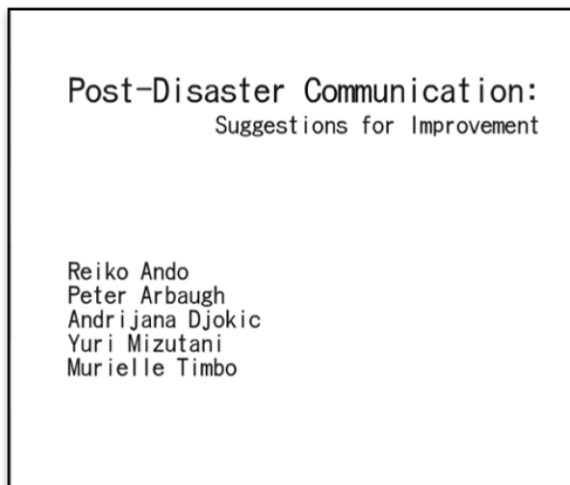 Post-Disaster Communication:
Suggestions for Improvement
Reiko Ando
Peter Arbaugh
Andrijana Djokic
Yuri Mizutani
Murielle Timbo